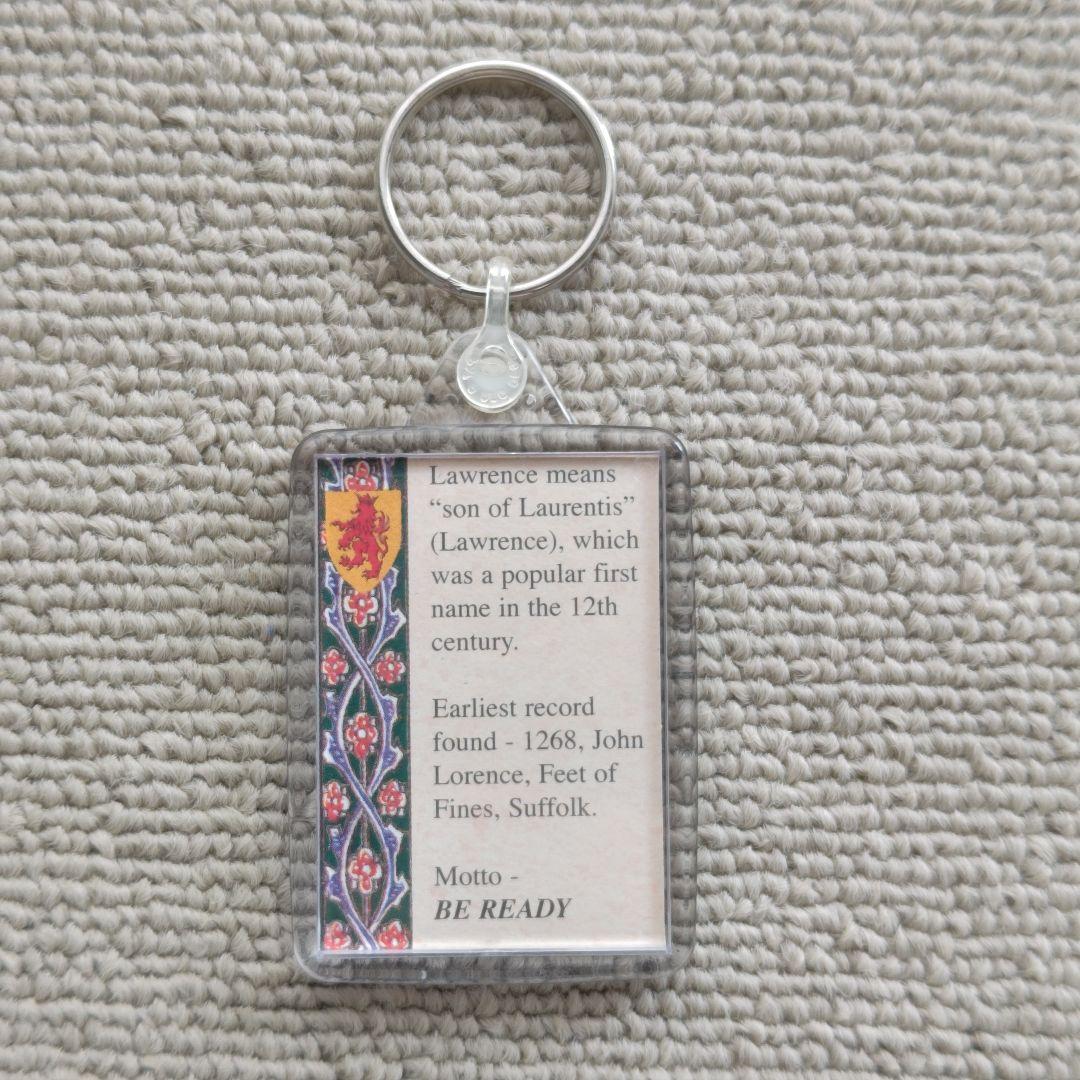 Lawrence means
“son of Laurentis”
(Lawrence), which
was a popular first
name in the 12th
century.
Earliest record
found - 1268, John
Lorence, Feet of
Fines, Suffolk.
Motto -
BE READY